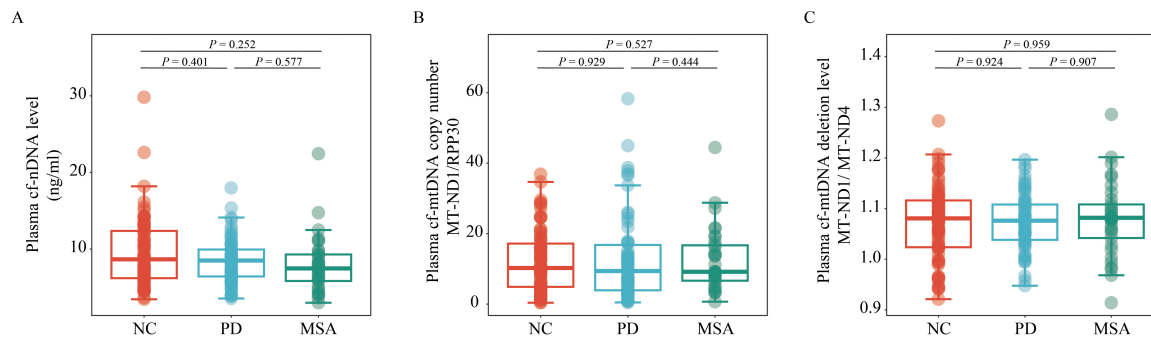 A
Plasma cf-nDNA level
(ng/ml)
P = 0.252
P = 0.401
P = 0.577
30
20
10
NC
PD
MSA
B
Plasma cf-mtDNA copy number
MT-ND1/RPP30
P = 0.527
P = 0.929
P = 0.444
60
40
20
0
NC
PD
MSA
C
Plasma cf-mtDNA deletion level
MT-ND1/ MT-ND4
P = 0.959
P = 0.924
P = 0.907
1.4
1.3
1.2
1.1
1.0
0.9
NC
PD
MSA